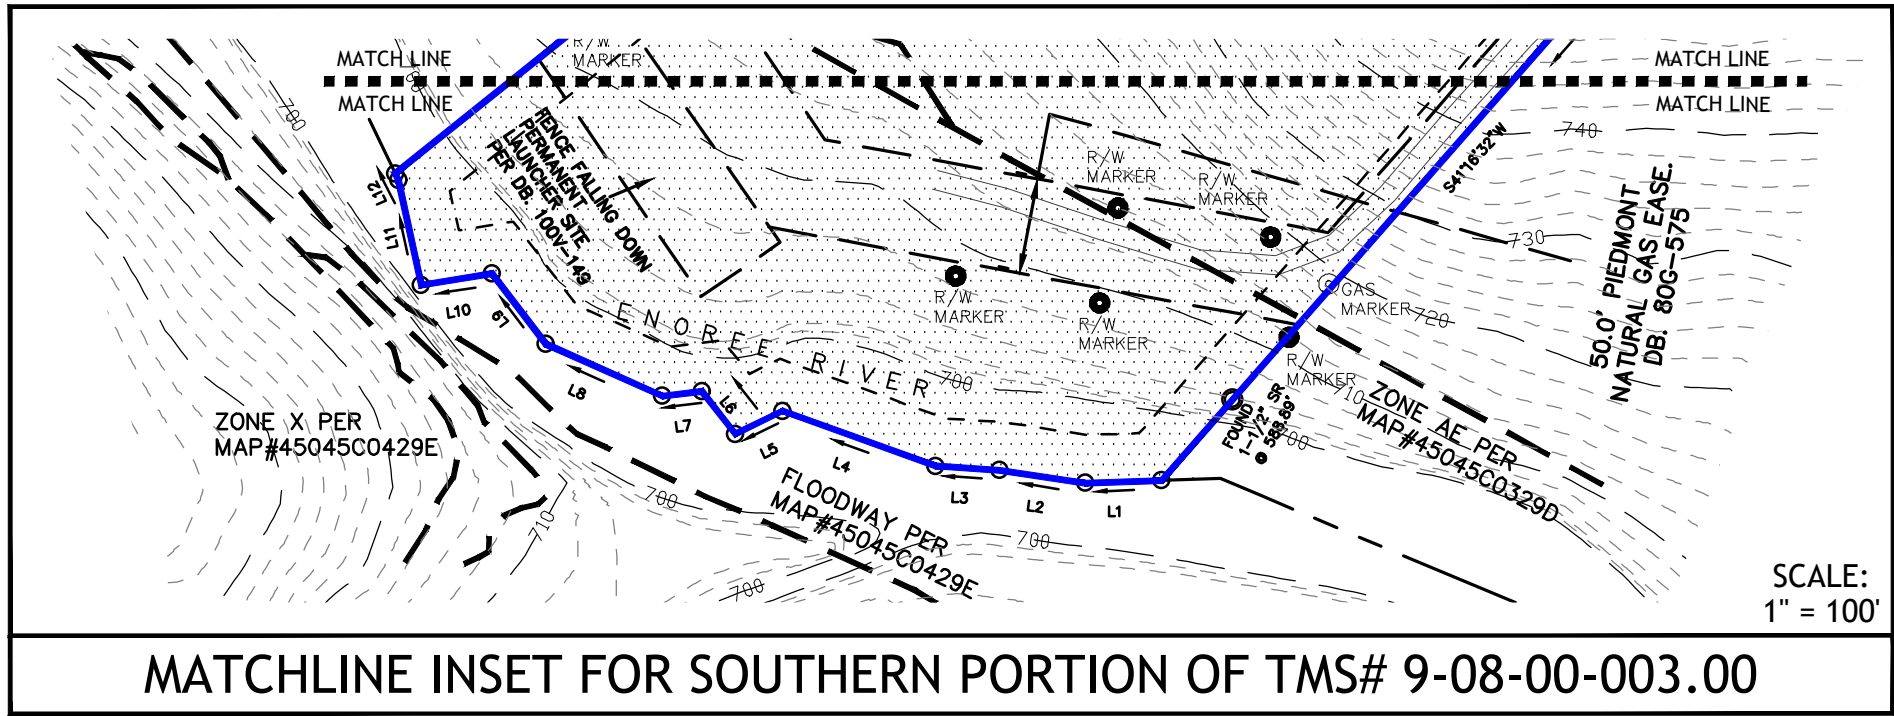 R/W
MARKER
MATCH LINE
MATCH LINE
MATCH LINE
MATCH LINE
700
740
S41°16'32"W
FENCE FALLING DOWN
PERMANENT
LAUNCHER SITE
PER DB. 100V-149
R/W
MARKER
R/W
MARKER
L12
L11
L10
L9
L8
L7
L6
L5
L4
L3
L2
L1
730
50.0' PIEDMONT
NATURAL GAS EASE.
DB. 80G-575
R/W
MARKER
R/W
MARKER
GAS
MARKER
720
ENOREE RIVER
700
R/W
MARKER
710
FOUND
1-1/2" SR
@ 588.89'
700
ZONE AE PER
MAP#45045C0329D
ZONE X PER
MAP#45045C0429E
FLOODWAY PER
MAP#45045C0429E
700
710
700
700
SCALE:
1" = 100'
MATCHLINE INSET FOR SOUTHERN PORTION OF TMS# 9-08-00-003.00